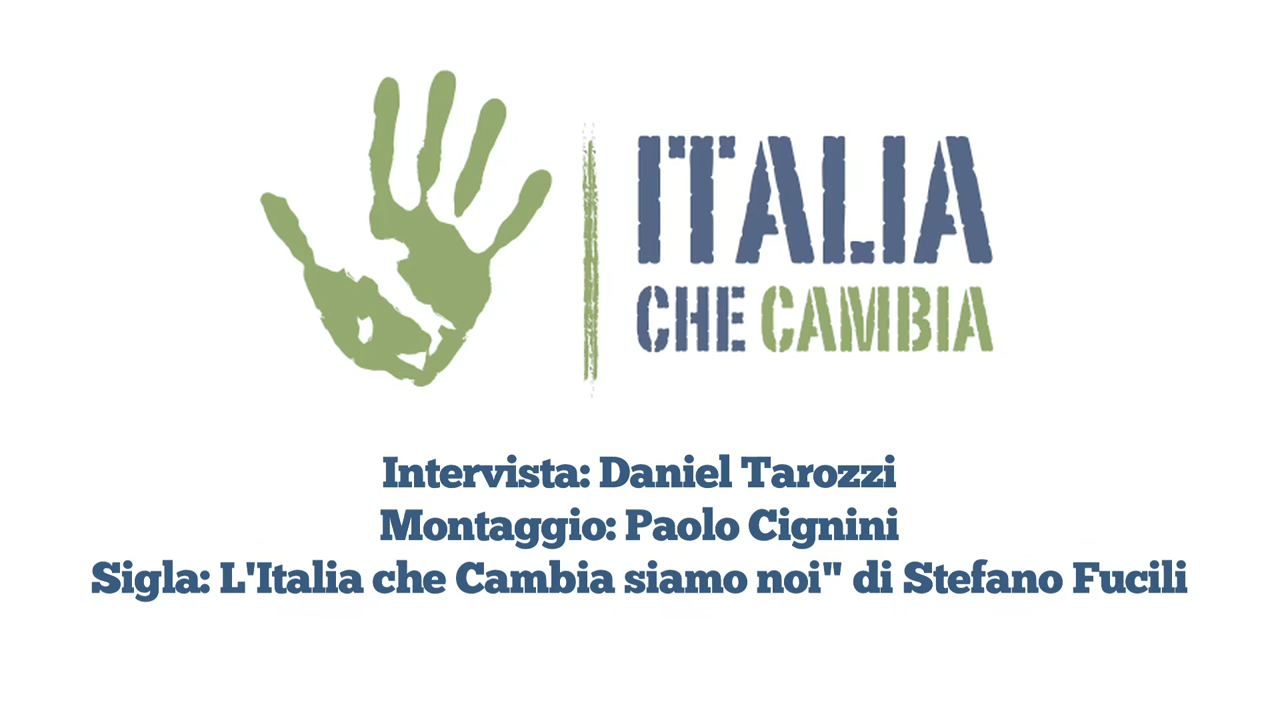 ITALIA
CHE CAMBIA
Intervista: Daniel Tarozzi
Montaggio: Paolo Cignini
Sigla: L'Italia che Cambia siamo noi" di Stefano Fucili